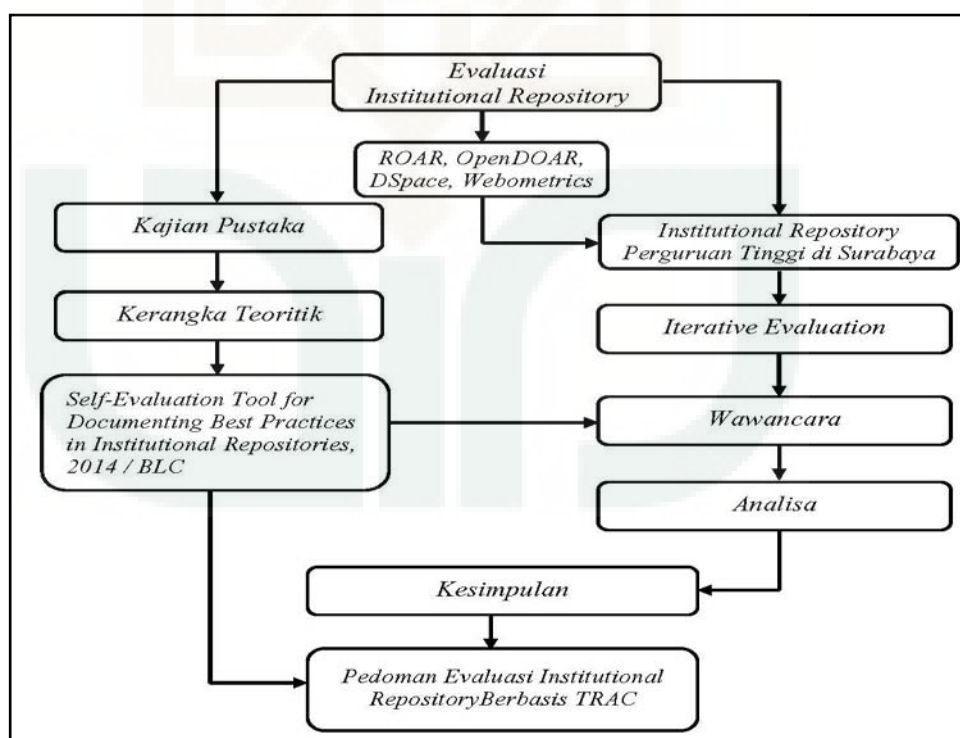 Evaluasi
Institutional Repository
ROAR, OpenDOAR,
DSpace, Webometrics
Kajian Pustaka
Institutional Repository
Perguruan Tinggi di Surabaya
Kerangka Teoritik
Iterative Evaluation
Self-Evaluation Tool for
Documenting Best Practices
in Institutional Repositories,
2014 / BLC
Wawancara
Analisa
Kesimpulan
Pedoman Evaluasi Institutional
RepositoryBerbasis TRAC